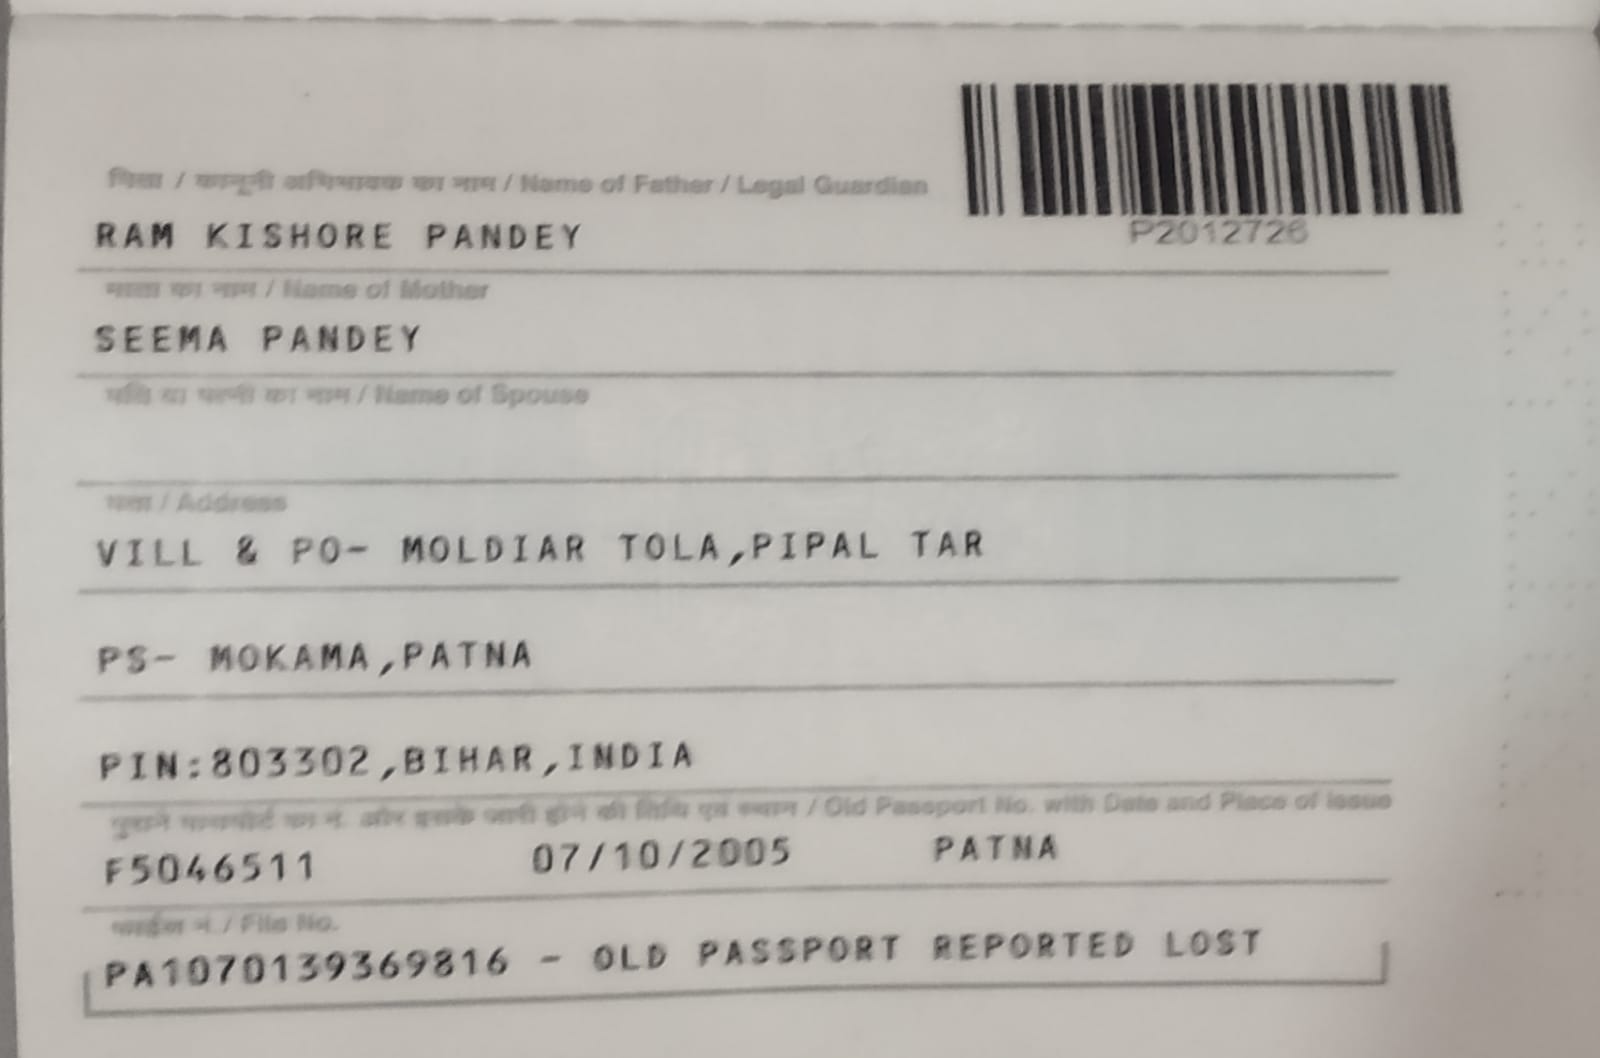 पिता / कानूनी अभिभावक का नाम / Name of Father / Legal Guardian
RAM KISHORE PANDEY
P2012726
माता का नाम / Name of Mother
SEEMA PANDEY
पति या पत्नी का नाम / Name of Spouse
पता / Address
VILL & PO- MOLDIAR TOLA,PIPAL TAR
PS- MOKAMA,PATNA
PIN:803302,BIHAR,INDIA
पुराने पासपोर्ट का नं. और इसके जारी होने की तिथि एवं स्थान / Old Passport No. with Date and Place of Issue
F5046511 07/10/2005 PATNA
फाईल नं. / File No.
PA1070139369816 - OLD PASSPORT REPORTED LOST